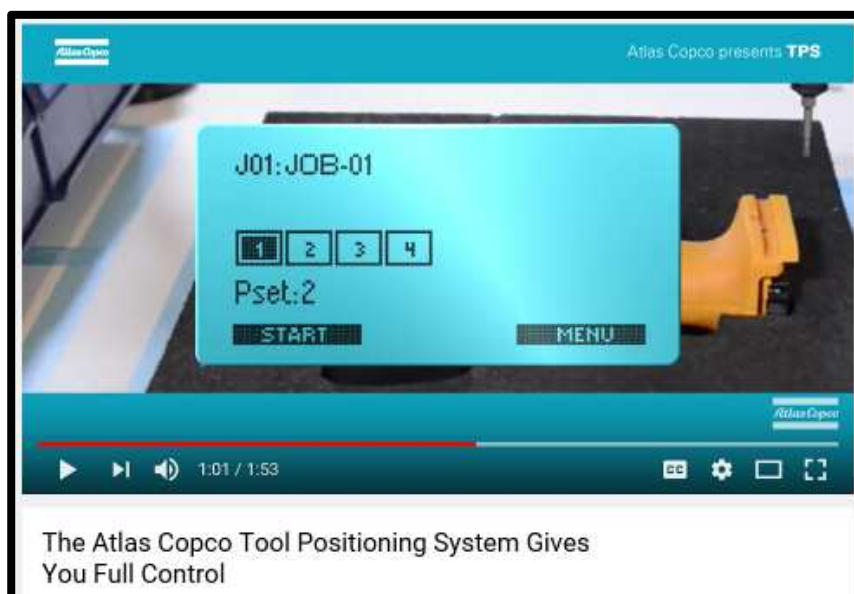 Atlas Copco
Atlas Copco presents TPS
J01:JOB-01
1 2 3 4
Pset:2
START MENU
Atlas Copco
1:01 / 1:53
CC
The Atlas Copco Tool Positioning System Gives
You Full Control